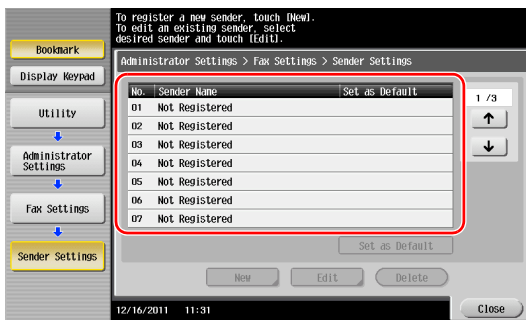 To register a new sender, touch [New].
To edit an existing sender, select
desired sender and touch [Edit].
Bookmark
Display Keypad
Utility
Administrator
Settings
Fax Settings
Sender Settings
Administrator Settings > Fax Settings > Sender Settings
No. Sender Name Set as Default
01 Not Registered
02 Not Registered
03 Not Registered
04 Not Registered
05 Not Registered
06 Not Registered
07 Not Registered
1 /3
↑
↓
Set as Default
New Edit Delete
12/16/2011 11:31
Close